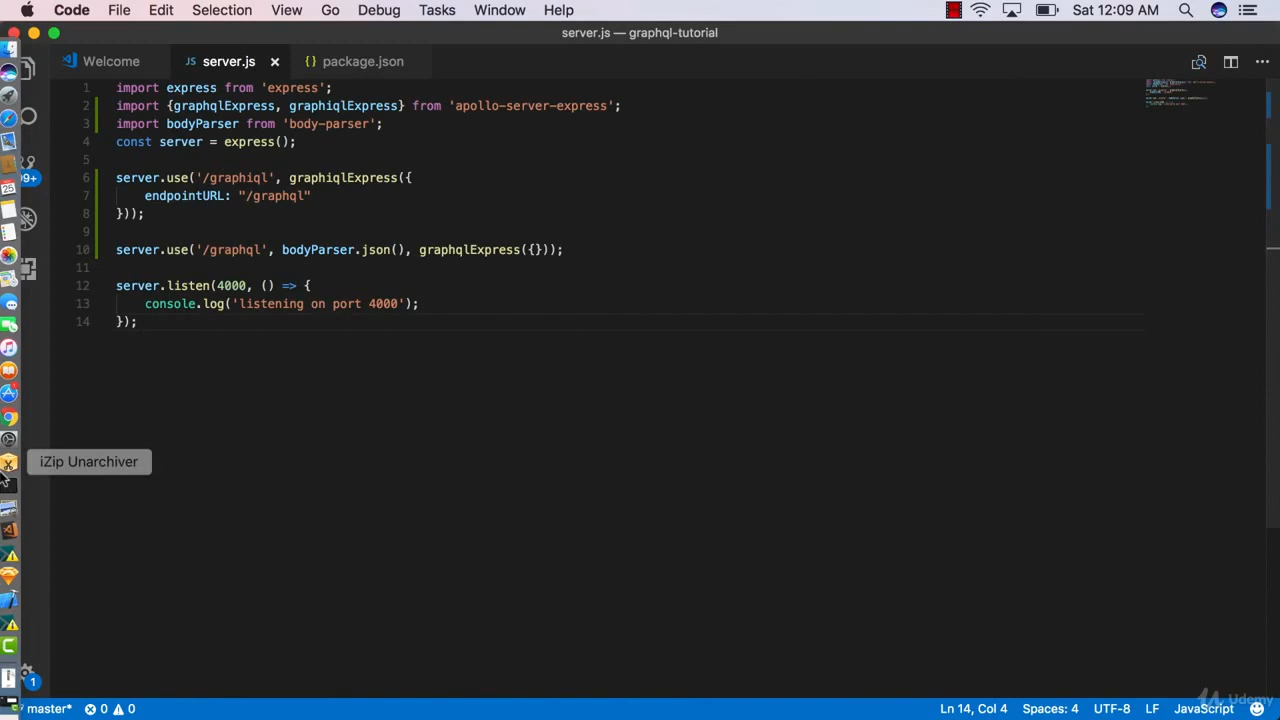 Code File Edit Selection View Go Debug Tasks Window Help Sat 12:09 AM
server.js — graphql-tutorial
Welcome JS server.js × {} package.json ···
1 import express from 'express';
2 import {graphqlExpress, graphiqlExpress} from 'apollo-server-express';
3 import bodyParser from 'body-parser';
4 const server = express();
5
6 server.use('/graphiql', graphiqlExpress({
7 endpointURL: "/graphql"
8 }));
9
10 server.use('/graphql', bodyParser.json(), graphqlExpress({}));
11
12 server.listen(4000, () => {
13 console.log('listening on port 4000');
14 });
99+
25
iZip Unarchiver
1
Udemy
master* 0 0 Ln 14, Col 4 Spaces: 4 UTF-8 LF JavaScript